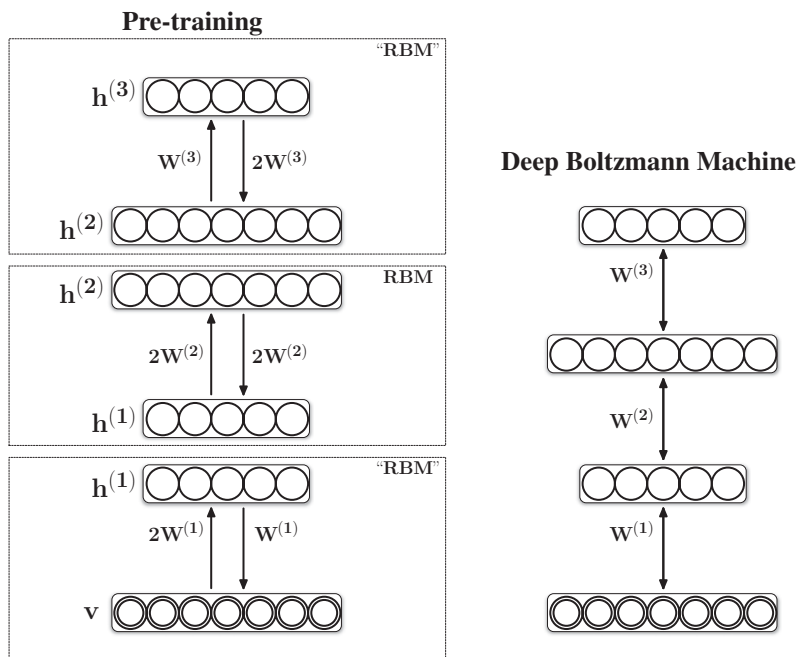 Pre-training
“RBM”
h(3)
W(3) 2W(3)
h(2)
RBM
h(2)
2W(2) 2W(2)
h(1)
“RBM”
h(1)
2W(1) W(1)
v
Deep Boltzmann Machine
W(3)
W(2)
W(1)